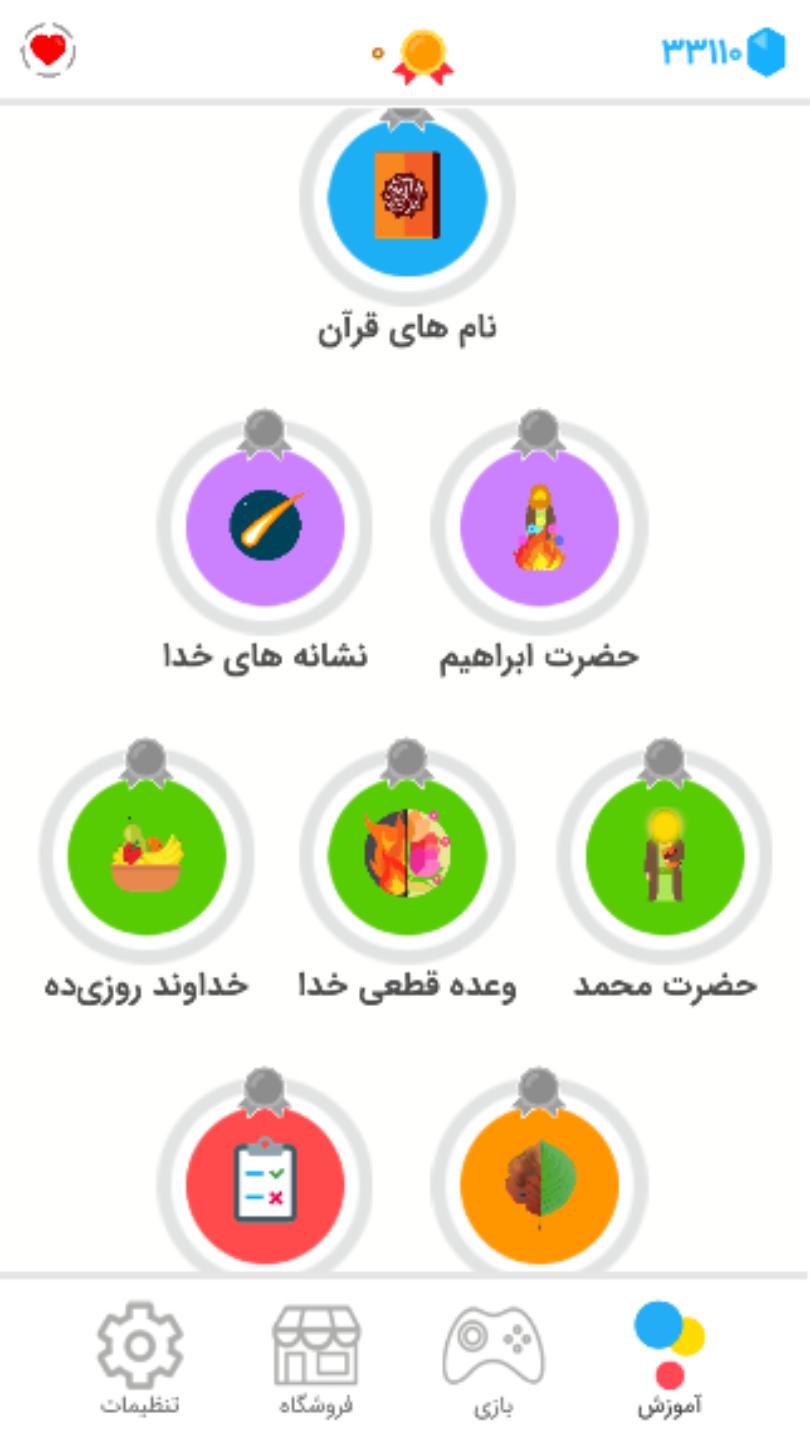 ۳۳۱۱۰
۰
نام های قرآن
حضرت ابراهیم
نشانه های خدا
حضرت محمد
وعده قطعی خدا
خداوند روزی‌ده
آموزش
بازی
فروشگاه
تنظیمات